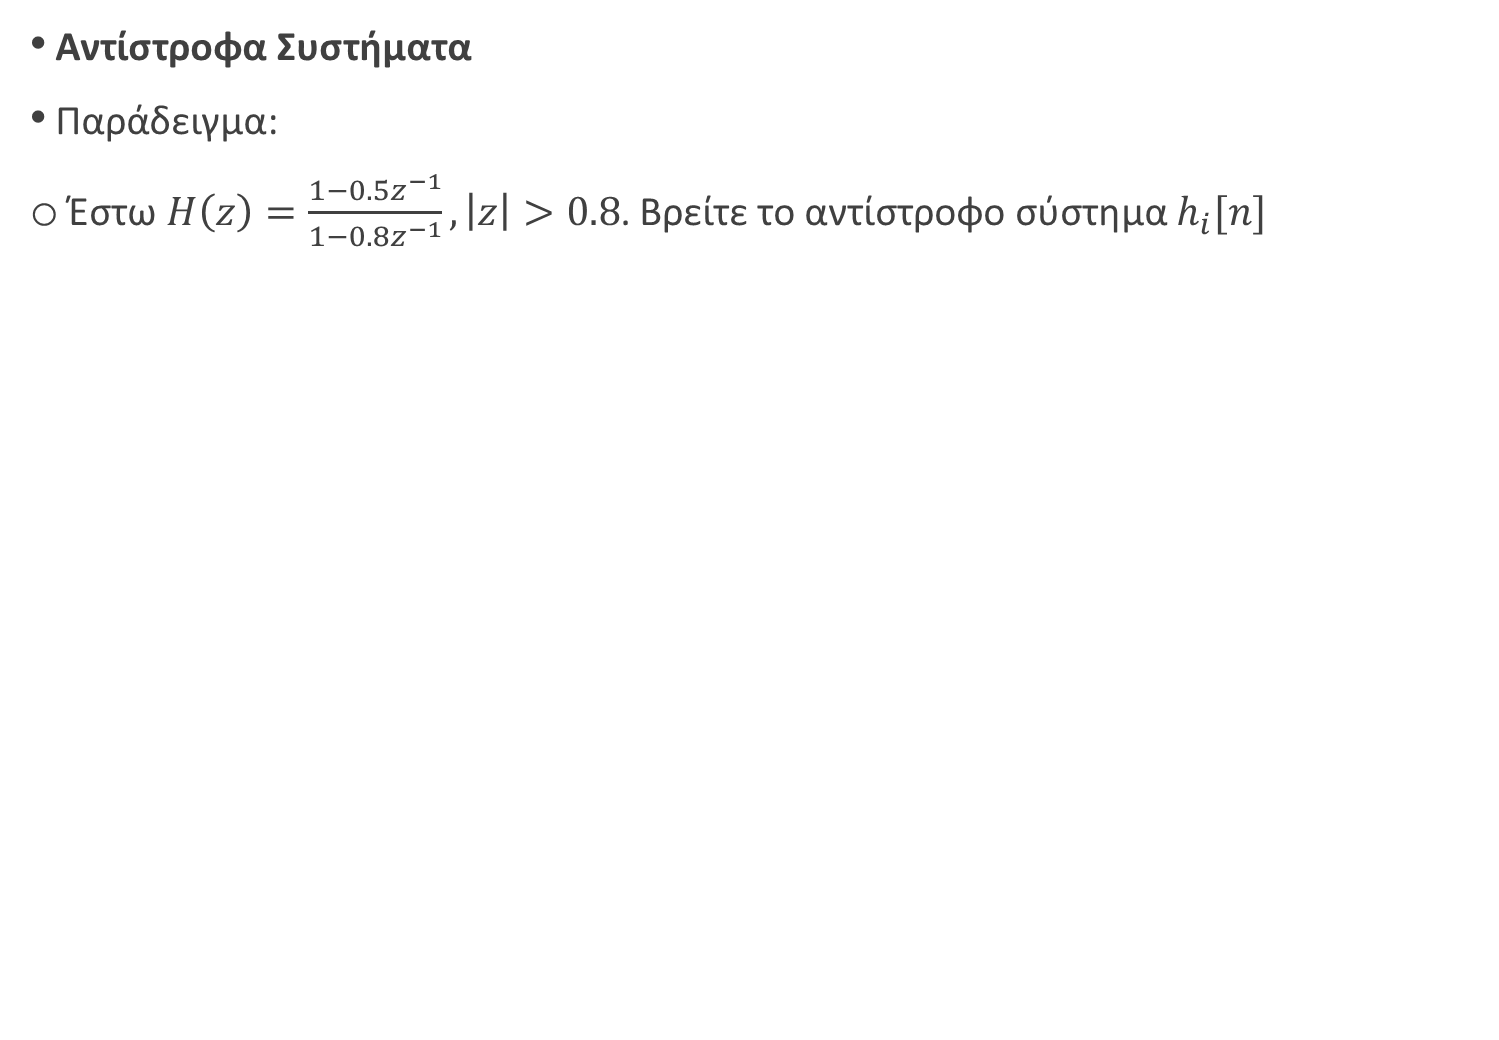 • Αντίστροφα Συστήματα
• Παράδειγμα:
○ Έστω $H(z) = \frac{1-0.5z^{-1}}{1-0.8z^{-1}}, |z| > 0.8$. Βρείτε το αντίστροφο σύστημα $h_i[n]$